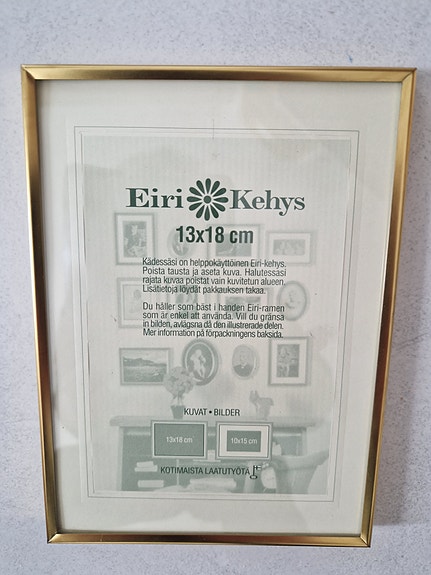 Eiri Kehys
13x18 cm
Kädessäsi on helppokäyttöinen Eiri-kehys.
Poista tausta ja aseta kuva. Halutessasi
rajata kuvaa poistat vain kuvitetun alueen.
Lisätietoja löydät pakkauksen takaa.
Du håller som bäst i handen Eiri-ramen
som är enkel att använda. Vill du gränsa
in bilden, avlägsna då den illustrerade delen.
Mer information på förpackningens baksida.
KUVAT • BILDER
13x18 cm
10x15 cm
KOTIMAISTA LAATUTYÖTÄ